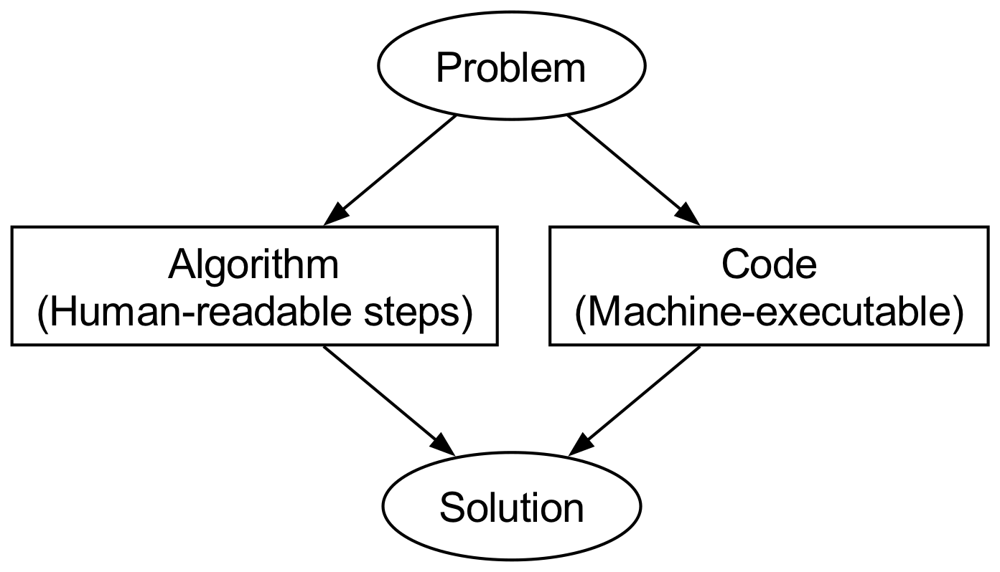 Problem
Algorithm
(Human-readable steps)
Code
(Machine-executable)
Solution